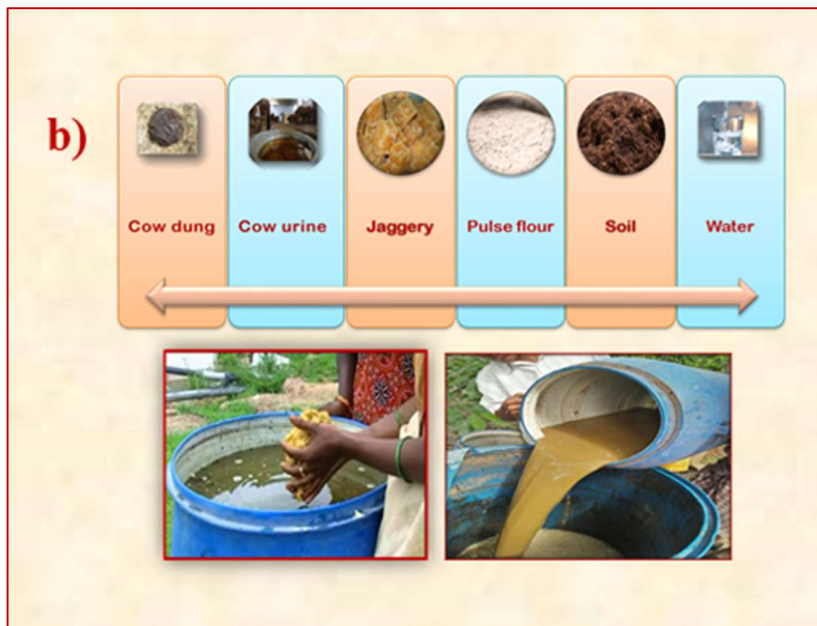 b)
Cow dung
Cow urine
Jaggery
Pulse flour
Soil
Water